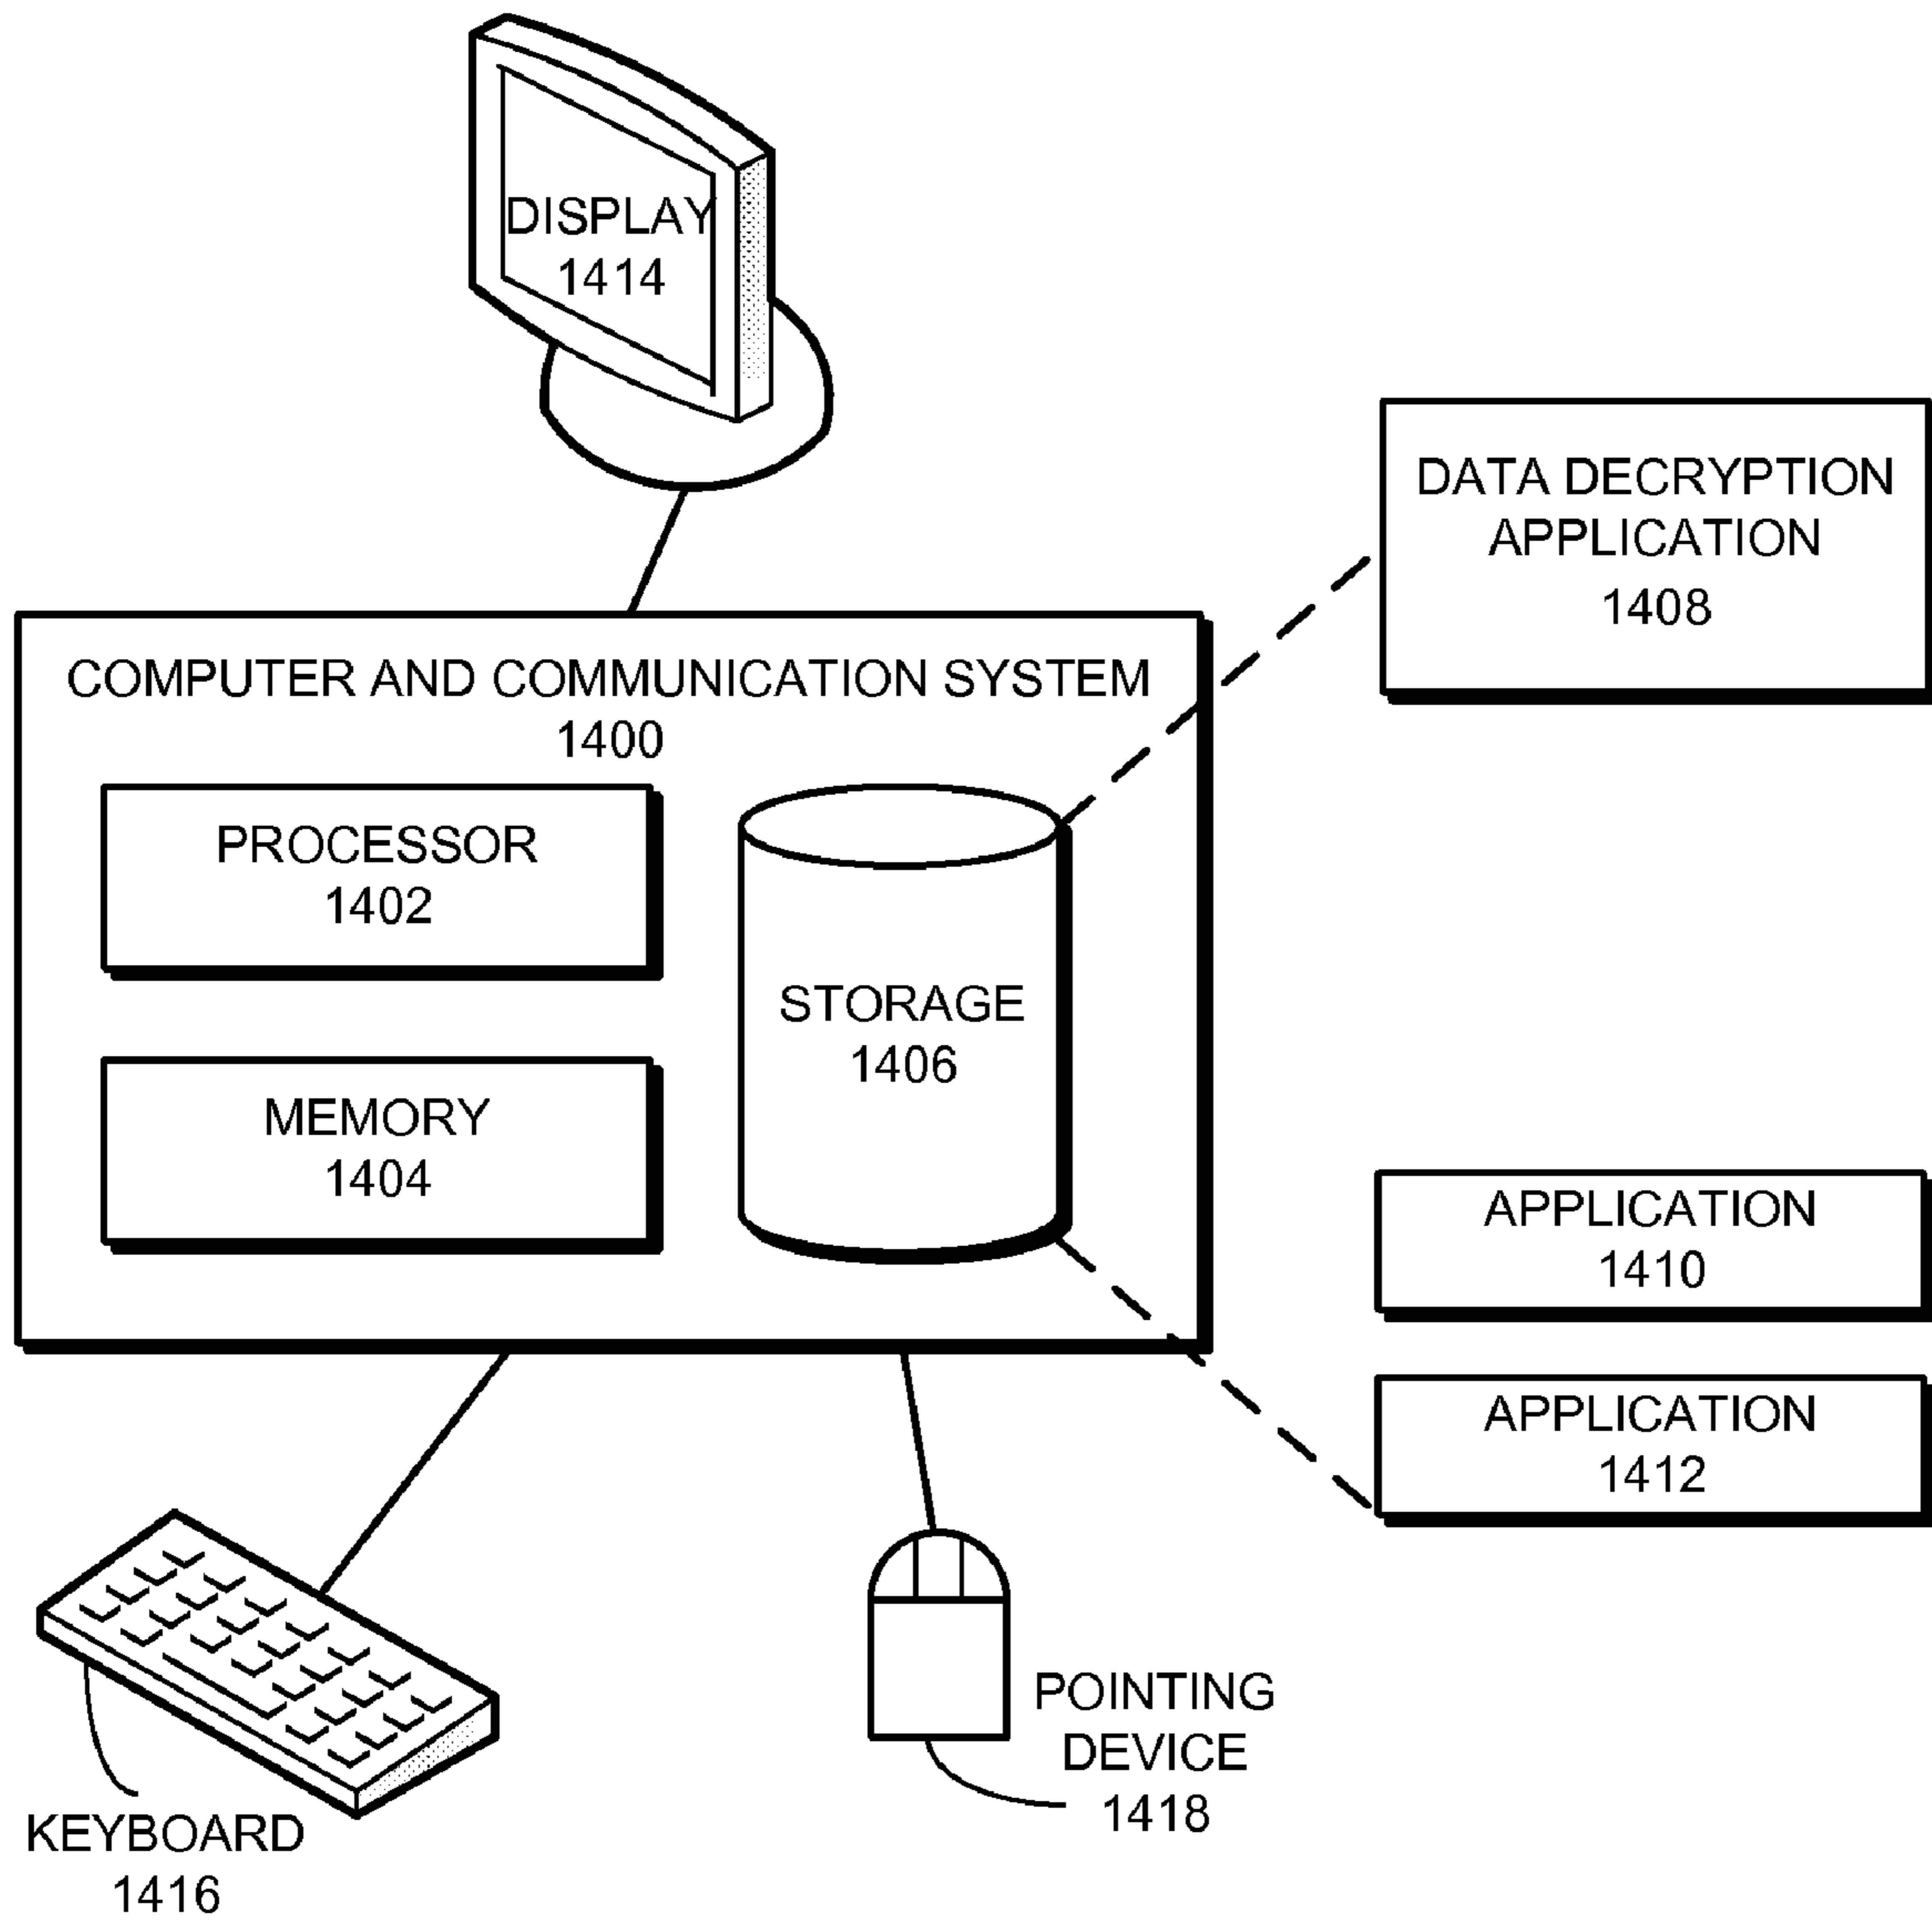 DISPLAY
1414
DATA DECRYPTION
APPLICATION
1408
COMPUTER AND COMMUNICATION SYSTEM
1400
PROCESSOR
1402
STORAGE
1406
MEMORY
1404
APPLICATION
1410
APPLICATION
1412
POINTING
DEVICE
1418
KEYBOARD
1416